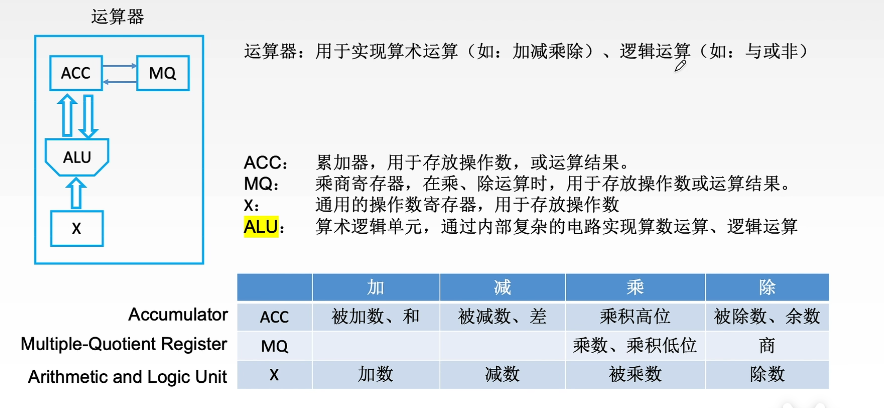 运算器
ACC
MQ
ALU
X
运算器：用于实现算术运算（如：加减乘除）、逻辑运算（如：与或非）
ACC： 累加器，用于存放操作数，或运算结果。
MQ： 乘商寄存器，在乘、除运算时，用于存放操作数或运算结果。
X： 通用的操作数寄存器，用于存放操作数
ALU： 算术逻辑单元，通过内部复杂的电路实现算数运算、逻辑运算
加 减 乘 除
Accumulator ACC 被加数、和 被减数、差 乘积高位 被除数、余数
Multiple-Quotient Register MQ 乘数、乘积低位 商
Arithmetic and Logic Unit X 加数 减数 被乘数 除数